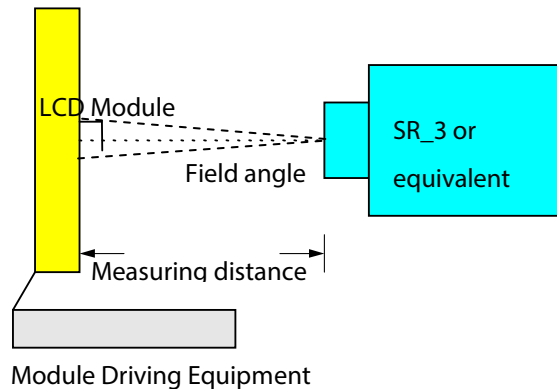 LCD Module
SR_3 or
equivalent
Field angle
Measuring distance
Module Driving Equipment